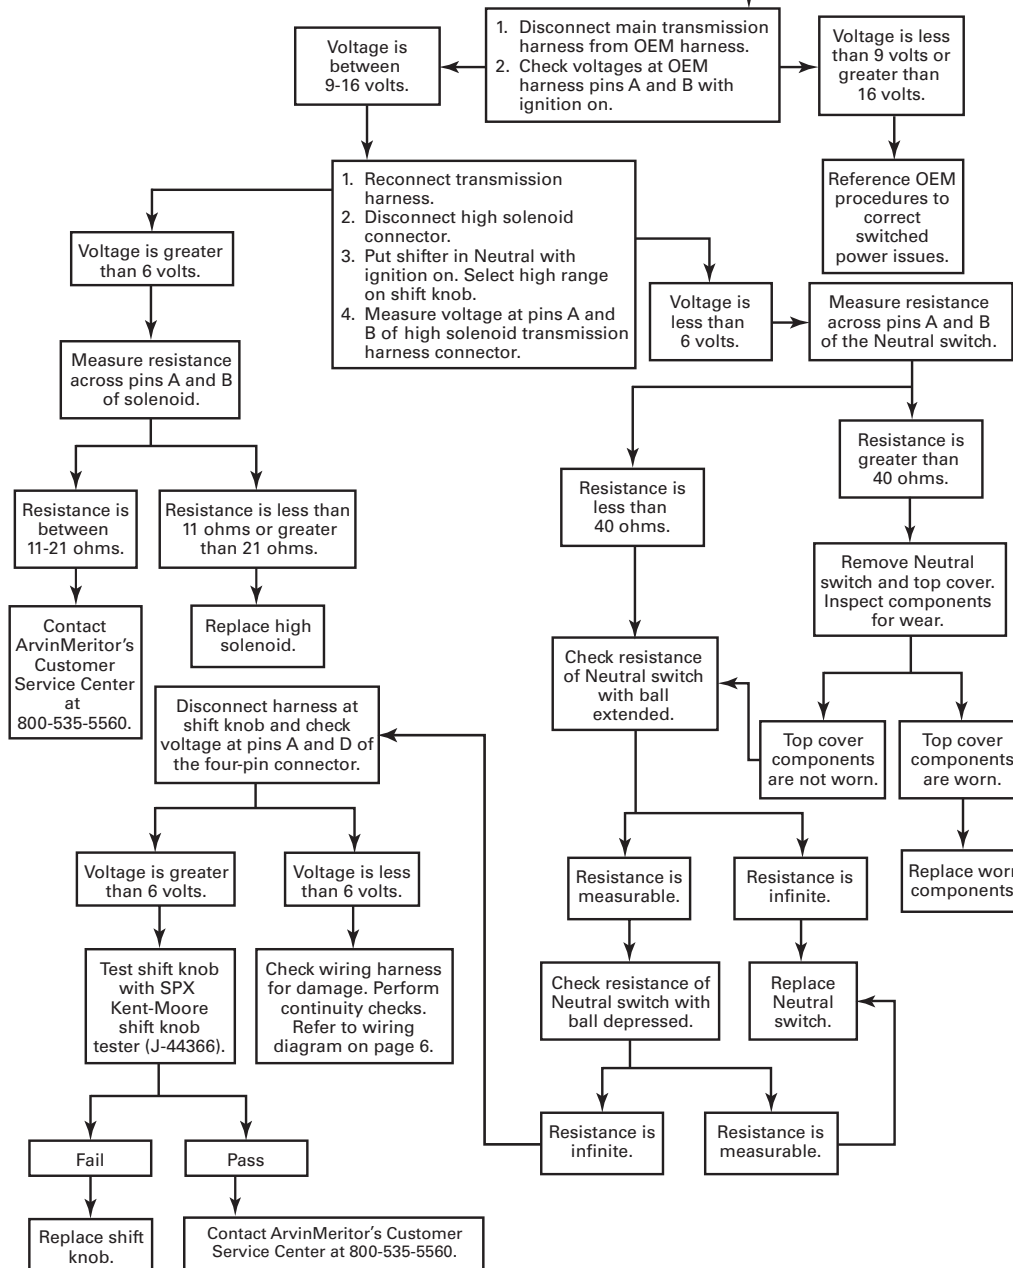 1. Disconnect main transmission
harness from OEM harness.
2. Check voltages at OEM
harness pins A and B with
ignition on.
Voltage is
between
9-16 volts.
Voltage is less
than 9 volts or
greater than
16 volts.
Reference OEM
procedures to
correct
switched
power issues.
1. Reconnect transmission
harness.
2. Disconnect high solenoid
connector.
3. Put shifter in Neutral with
ignition on. Select high range
on shift knob.
4. Measure voltage at pins A and
B of high solenoid transmission
harness connector.
Voltage is greater
than 6 volts.
Voltage is
less than
6 volts.
Measure resistance
across pins A and B
of the Neutral switch.
Measure resistance
across pins A and B
of solenoid.
Resistance is
between
11-21 ohms.
Resistance is less than
11 ohms or greater
than 21 ohms.
Resistance is
less than
40 ohms.
Resistance is
greater than
40 ohms.
Remove Neutral
switch and top cover.
Inspect components
for wear.
Contact
ArvinMeritor's
Customer
Service Center
at
800-535-5560.
Replace high
solenoid.
Check resistance
of Neutral switch
with ball
extended.
Top cover
components
are not worn.
Top cover
components
are worn.
Replace worn
components
Disconnect harness at
shift knob and check
voltage at pins A and D of
the four-pin connector.
Voltage is greater
than 6 volts.
Voltage is less
than 6 volts.
Resistance is
measurable.
Resistance is
infinite.
Test shift knob
with SPX
Kent-Moore
shift knob
tester (J-44366).
Check wiring harness
for damage. Perform
continuity checks.
Refer to wiring
diagram on page 6.
Check resistance of
Neutral switch with
ball depressed.
Replace
Neutral
switch.
Resistance is
infinite.
Resistance is
measurable.
Fail
Pass
Replace shift
knob.
Contact ArvinMeritor's Customer
Service Center at 800-535-5560.